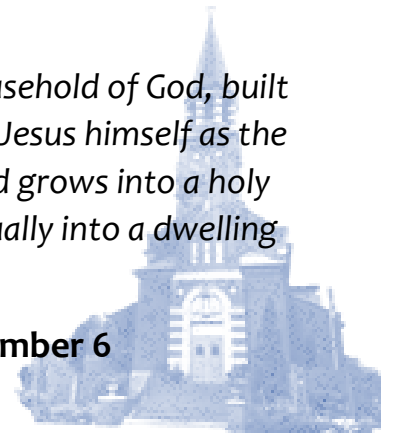 usehold of God, built
Jesus himself as the
d grows into a holy
ually into a dwelling
mber 6